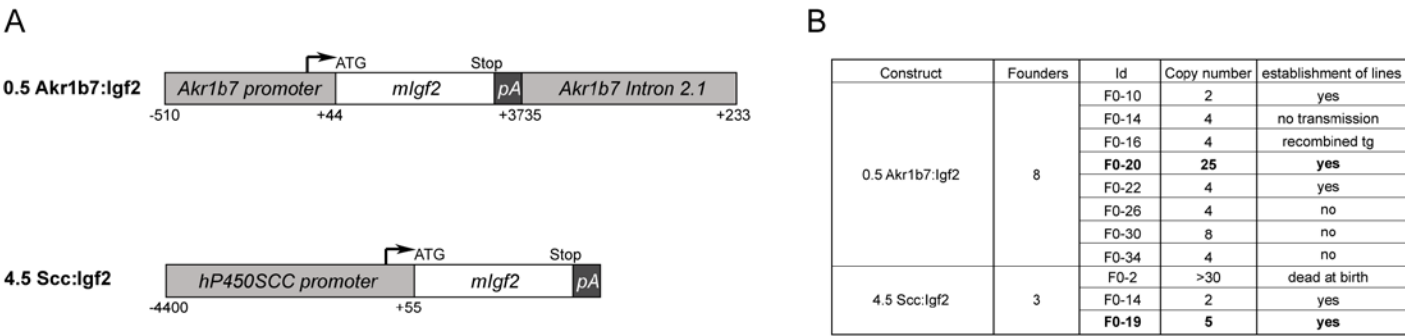 A
0.5 Akr1b7:Igf2
ATG Stop
Akr1b7 promoter mIgf2 pA Akr1b7 Intron 2.1
-510 +44 +3735 +233
4.5 Scc:Igf2
ATG Stop
hP450SCC promoter mIgf2 pA
-4400 +55
B
Construct Founders Id Copy number establishment of lines
0.5 Akr1b7:Igf2 8 F0-10 2 yes
F0-14 4 no transmission
F0-16 4 recombined tg
F0-20 25 yes
F0-22 4 yes
F0-26 4 no
F0-30 8 no
F0-34 4 no
4.5 Scc:Igf2 3 F0-2 >30 dead at birth
F0-14 2 yes
F0-19 5 yes